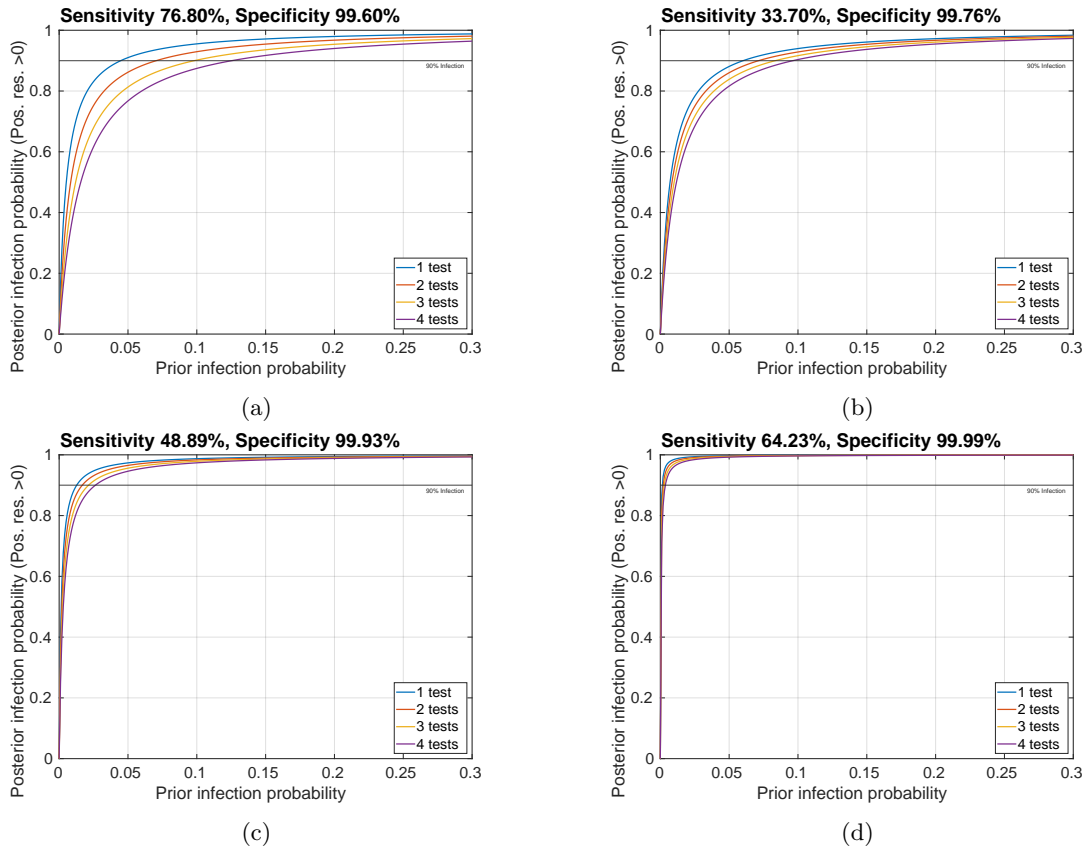 Sensitivity 76.80%, Specificity 99.60%
Posterior infection probability (Pos. res. >0)
1
0.8
0.6
0.4
0.2
0
90% Infection
1 test
2 tests
3 tests
4 tests
0 0.05 0.1 0.15 0.2 0.25 0.3
Prior infection probability
(a)
Sensitivity 33.70%, Specificity 99.76%
Posterior infection probability (Pos. res. >0)
1
0.8
0.6
0.4
0.2
0
90% Infection
1 test
2 tests
3 tests
4 tests
0 0.05 0.1 0.15 0.2 0.25 0.3
Prior infection probability
(b)
Sensitivity 48.89%, Specificity 99.93%
Posterior infection probability (Pos. res. >0)
1
0.8
0.6
0.4
0.2
0
90% Infection
1 test
2 tests
3 tests
4 tests
0 0.05 0.1 0.15 0.2 0.25 0.3
Prior infection probability
(c)
Sensitivity 64.23%, Specificity 99.99%
Posterior infection probability (Pos. res. >0)
1
0.8
0.6
0.4
0.2
0
90% Infection
1 test
2 tests
3 tests
4 tests
0 0.05 0.1 0.15 0.2 0.25 0.3
Prior infection probability
(d)